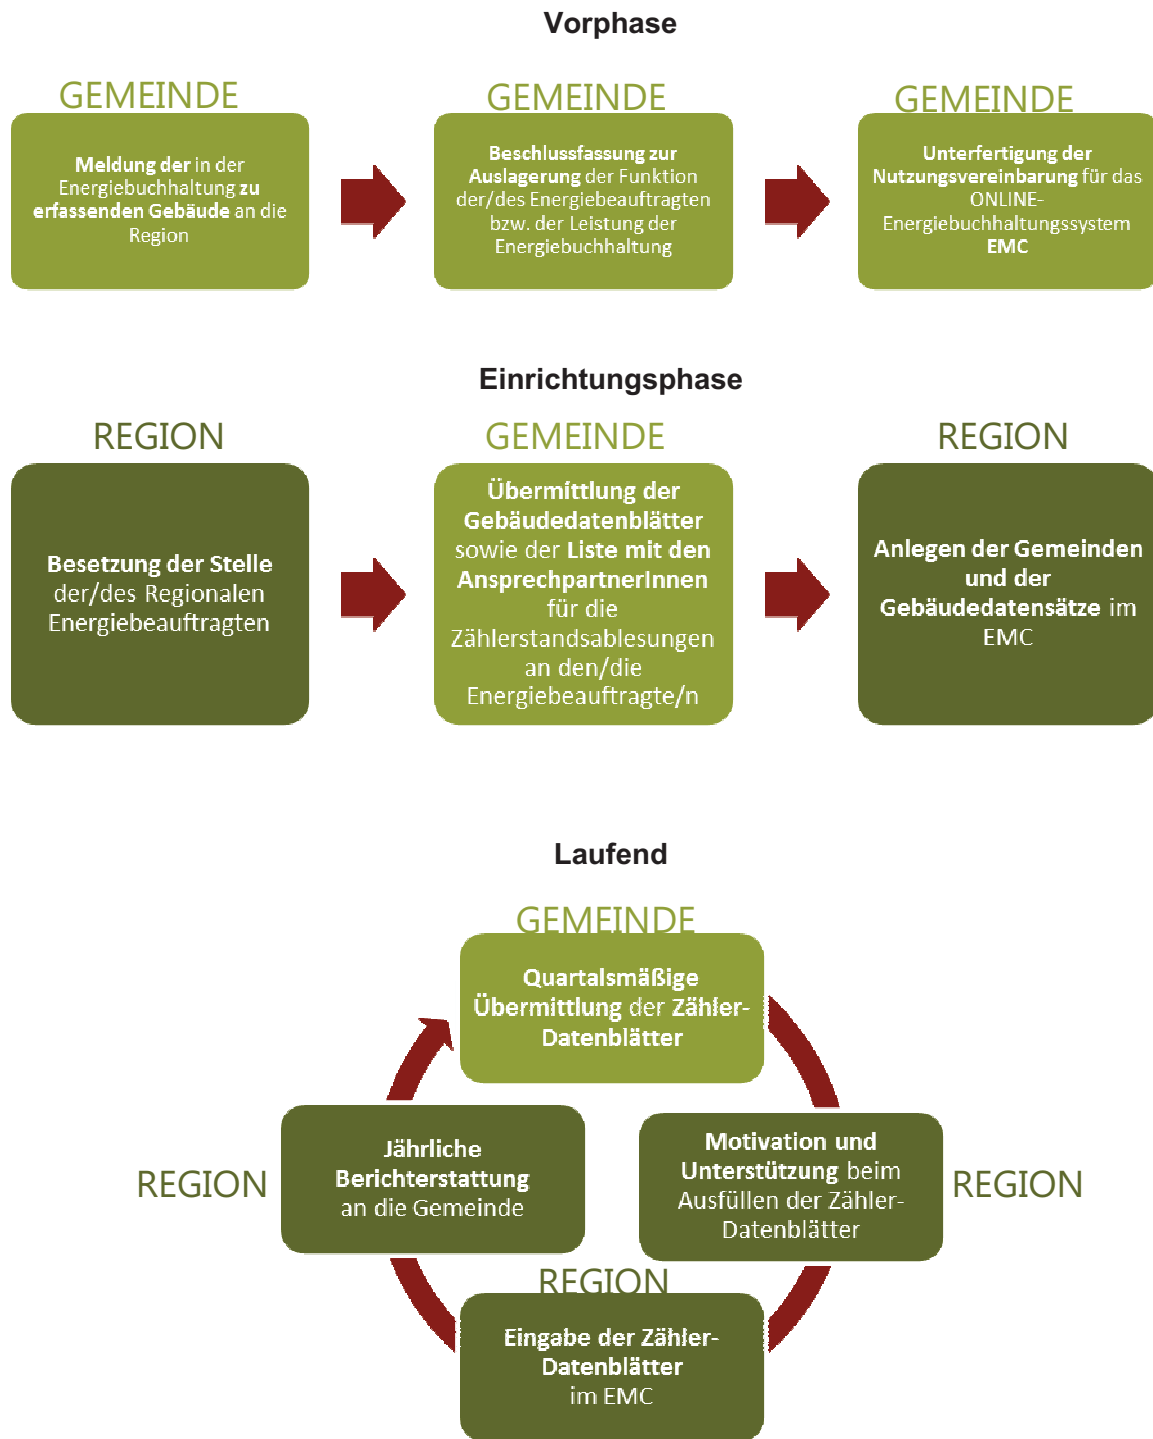 Vorphase
GEMEINDE
Meldung der in der
Energiebuchhaltung zu
erfassenden Gebäude an die
Region
GEMEINDE
Beschlussfassung zur
Auslagerung der Funktion
der/des Energiebeauftragten
bzw. der Leistung der
Energiebuchhaltung
GEMEINDE
Unterfertigung der
Nutzungsvereinbarung für das
ONLINE-
Energiebuchhaltungssystem
EMC
Einrichtungsphase
REGION
Besetzung der Stelle
der/des Regionalen
Energiebeauftragten
GEMEINDE
Übermittlung der
Gebäudedatenblätter
sowie der Liste mit den
AnsprechpartnerInnen
für die
Zählerstandsablesungen
an den/die
Energiebeauftragte/n
REGION
Anlegen der Gemeinden
und der
Gebäudedatensätze im
EMC
Laufend
GEMEINDE
Quartalsmäßige
Übermittlung der Zähler-
Datenblätter
REGION
Jährliche
Berichterstattung
an die Gemeinde
Motivation und
Unterstützung beim
Ausfüllen der Zähler-
Datenblätter
REGION
REGION
Eingabe der Zähler-
Datenblätter
im EMC